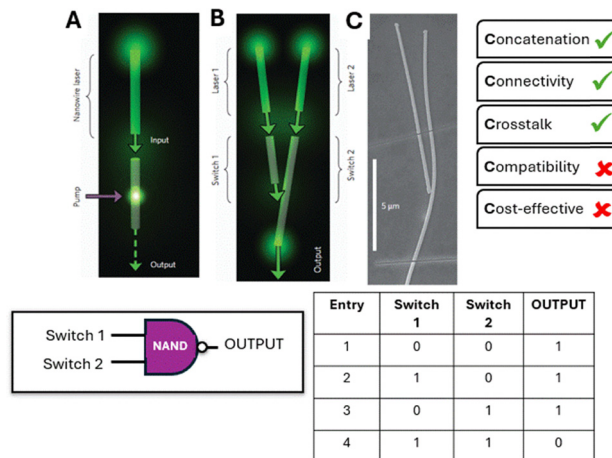 A
B
C
Nanowire laser
Input
Pump
Output
Laser 1
Laser 2
Switch 1
Switch 2
Output
5 µm
Concatenation ✓
Connectivity ✓
Crosstalk ✓
Compatibility ✘
Cost-effective ✘
Switch 1
Switch 2
NAND
OUTPUT
Entry Switch 1 Switch 2 OUTPUT
1 0 0 1
2 1 0 1
3 0 1 1
4 1 1 0